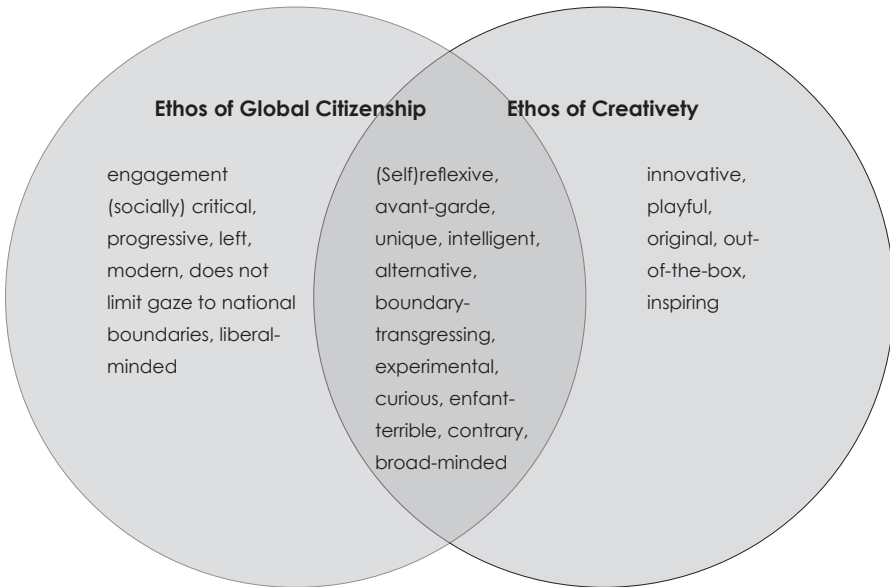 Ethos of Global Citizenship
Ethos of Creativety
engagement
(socially) critical,
progressive, left,
modern, does not
limit gaze to national
boundaries, liberal-
minded
(Self)reflexive,
avant-garde,
unique, intelligent,
alternative,
boundary-
transgressing,
experimental,
curious, enfant-
terrible, contrary,
broad-minded
innovative,
playful,
original, out-
of-the-box,
inspiring